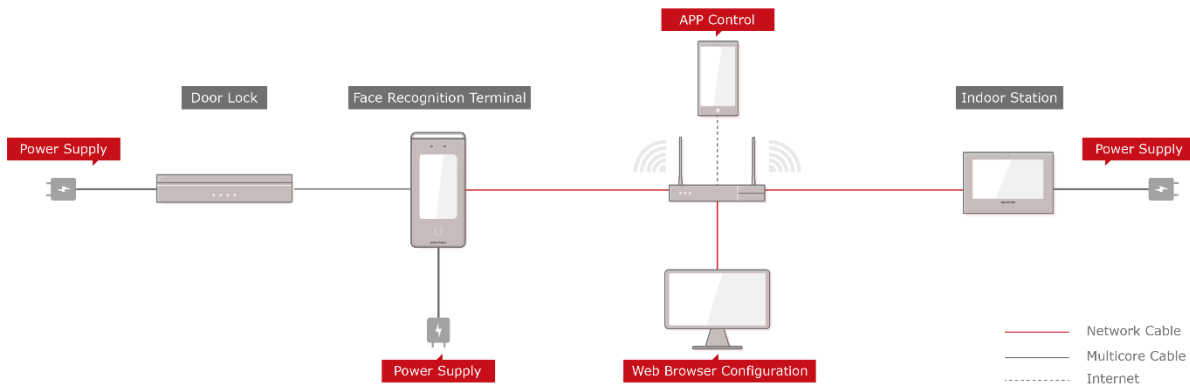 APP Control
Door Lock
Face Recognition Terminal
Indoor Station
Power Supply
Power Supply
Power Supply
Web Browser Configuration
Network Cable
Multicore Cable
Internet